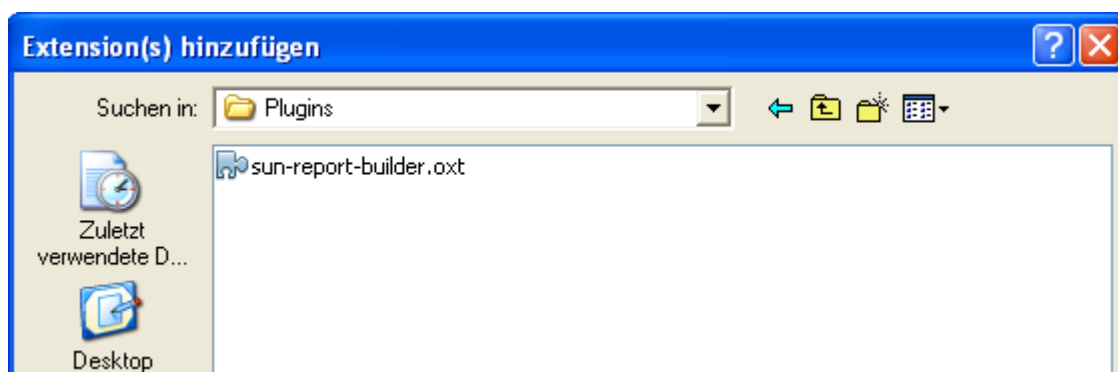 Extension(s) hinzufügen
Suchen in: Plugins
sun-report-builder.oxt
Zuletzt
verwendete D...
Desktop